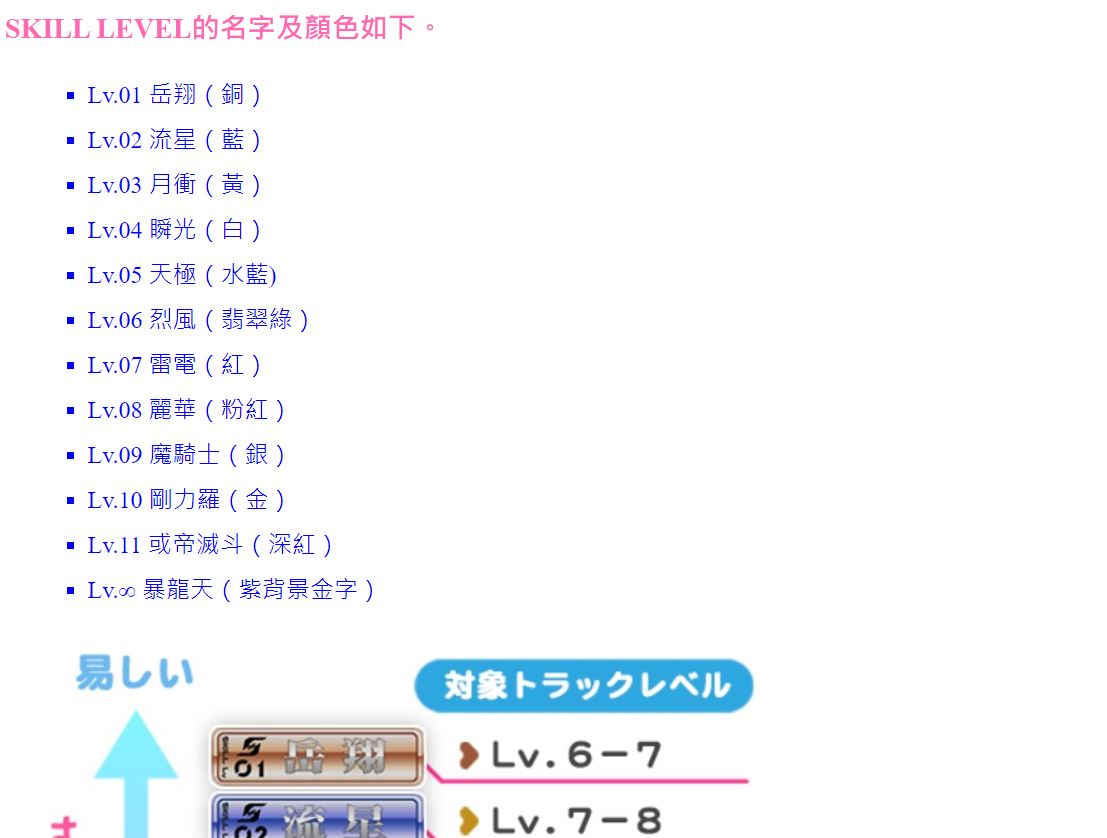 SKILL LEVEL的名字及顏色如下。
Lv.01 岳翔（銅）
Lv.02 流星（藍）
Lv.03 月衝（黃）
Lv.04 瞬光（白）
Lv.05 天極（水藍)
Lv.06 烈風（翡翠綠）
Lv.07 雷電（紅）
Lv.08 麗華（粉紅）
Lv.09 魔騎士（銀）
Lv.10 剛力羅（金）
Lv.11 或帝滅斗（深紅）
Lv.∞ 暴龍天（紫背景金字）
易しい
対象トラックレベル
SKILL Lv. 01 岳翔
Lv.6－7
02 流星
Lv.7－8